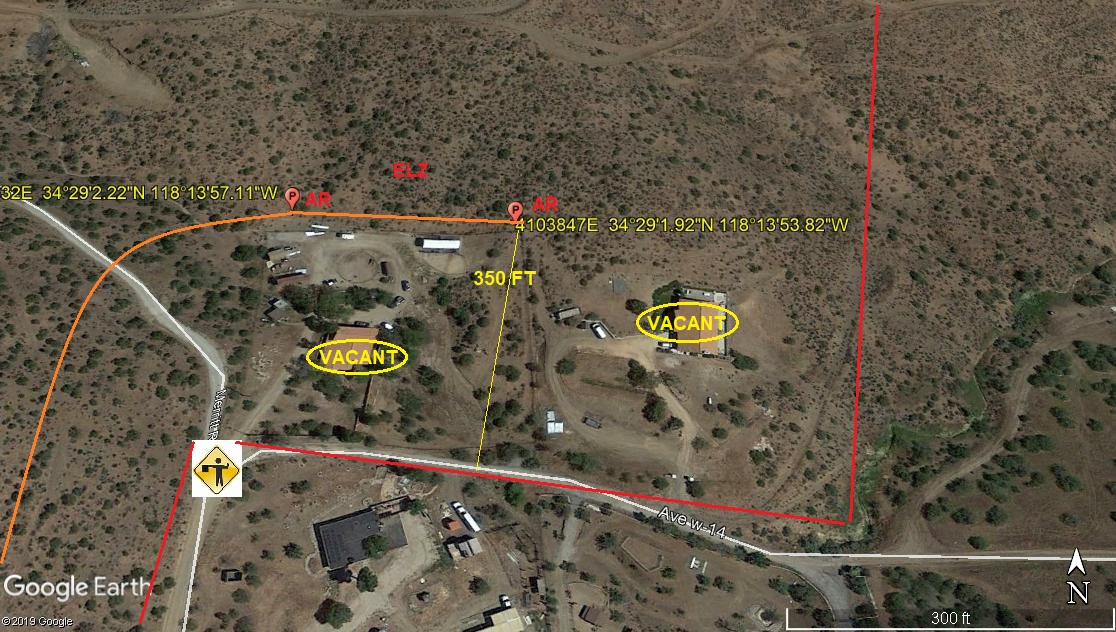 ELZ
32E 34°29'2.22"N 118°13'57.11"W
P
AR
P
AR
4103847E 34°29'1.92"N 118°13'53.82"W
350 FT
VACANT
VACANT
Ave w-14
Google Earth
©2019 Google
N
300 ft